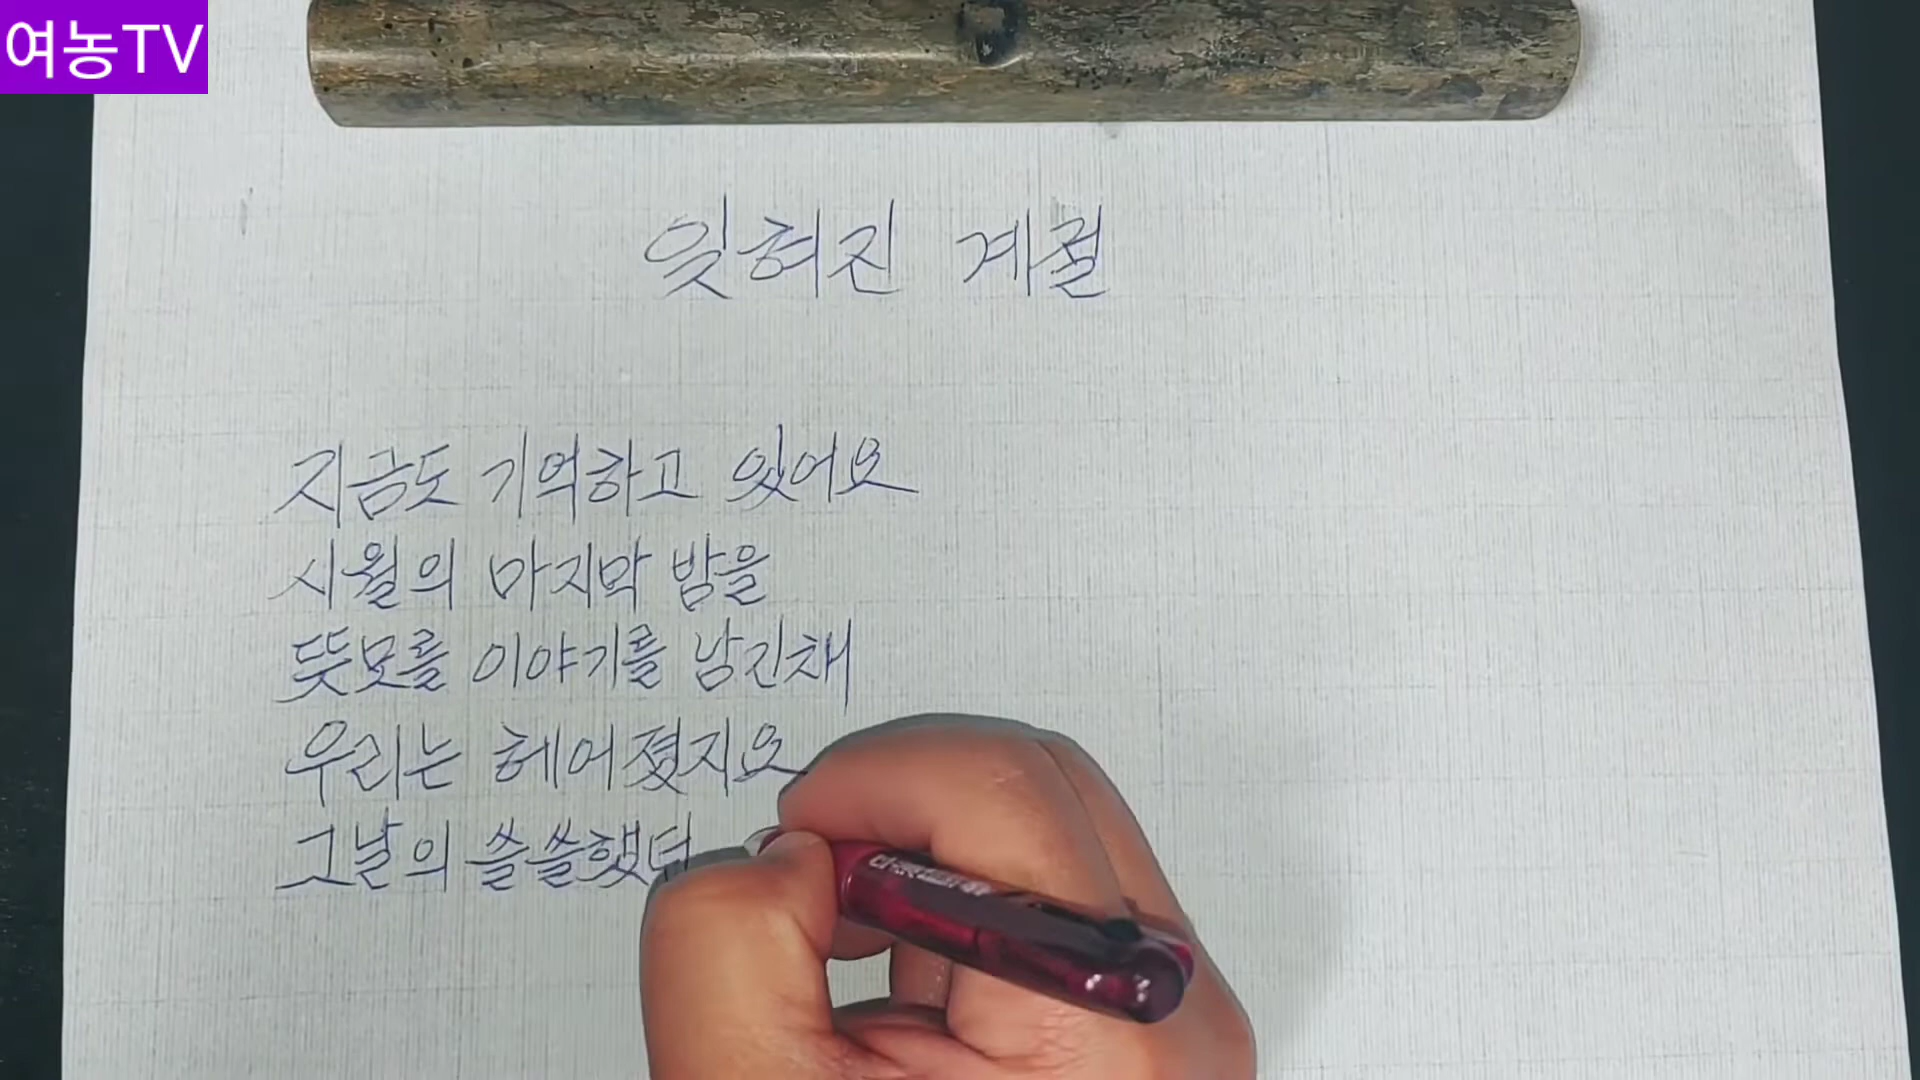 여농TV
잊혀진 계절
지금도 기억하고 있어요
시월의 마지막 밤을
뜻모를 이야기를 남긴채
우리는 헤어졌지요
그날의 쓸쓸했던